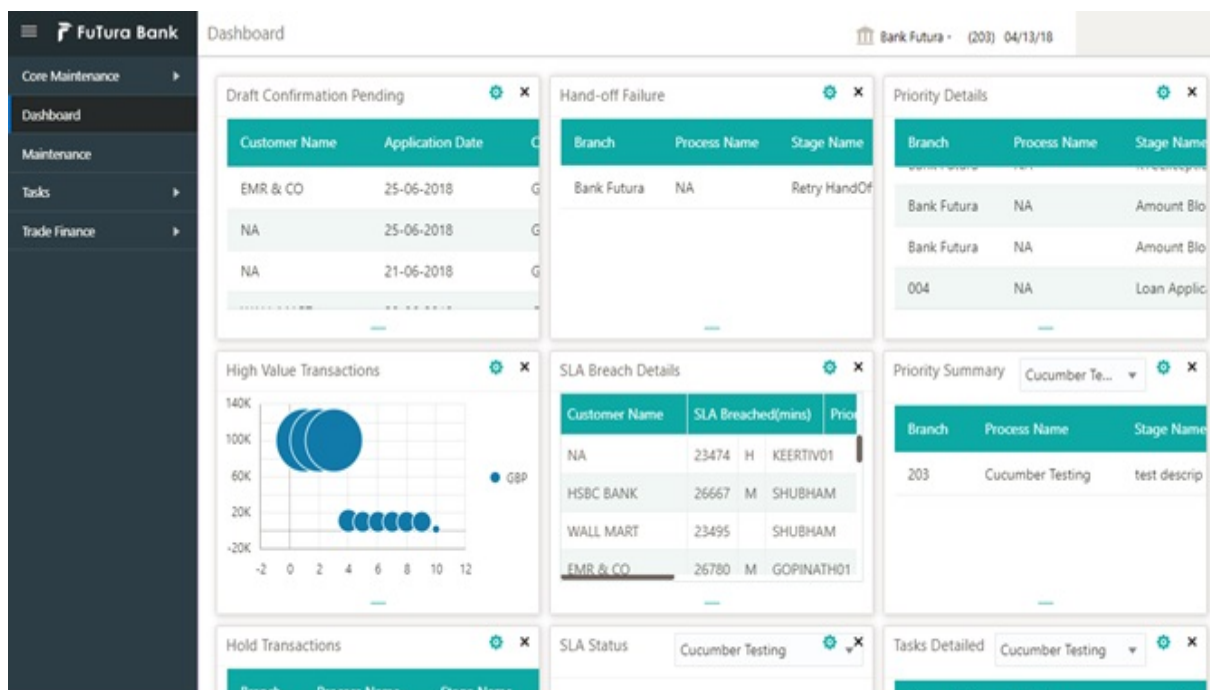 FuTura Bank
Dashboard
Bank Futura - (203) 04/13/18
Core Maintenance
Dashboard
Maintenance
Tasks
Trade Finance
Draft Confirmation Pending
Customer Name Application Date C
EMR & CO 25-06-2018 G
NA 25-06-2018 G
NA 21-06-2018 G
Hand-off Failure
Branch Process Name Stage Name
Bank Futura NA Retry HandOf
Priority Details
Branch Process Name Stage Name
Bank Futura NA Amount Blo
Bank Futura NA Amount Blo
004 NA Loan Applic
High Value Transactions
140K
100K
60K
20K
-20K
-2 0 2 4 6 8 10 12
GBP
SLA Breach Details
Customer Name SLA Breached(mins) Prior
NA 23474 H KEERTIV01
HSBC BANK 26667 M SHUBHAM
WALL MART 23495 SHUBHAM
EMR & CO 26780 M GOPINATH01
Priority Summary Cucumber Te...
Branch Process Name Stage Name
203 Cucumber Testing test descrip
Hold Transactions
Branch Process Name Stage Name
SLA Status Cucumber Testing
Tasks Detailed Cucumber Testing